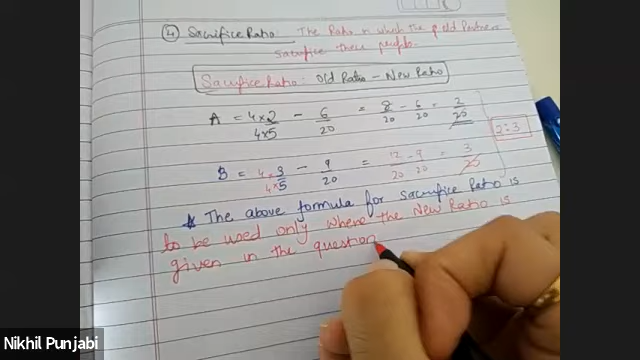 ④ Sacrifice Ratio The Ratio in which the old Partners
sacrifice their
Sacrifice Ratio: Old Ratio - New Ratio
A = 4×2/4×5 - 6/20 = 8/20 - 6/20 = 2/20
B = 4×3/4×5 - 9/20 = 12/20 - 9/20 = 3/20
2:3
* The above formula for sacrifice Ratio is
to be used only where the New Ratio is
given in the question
Nikhil Punjabi